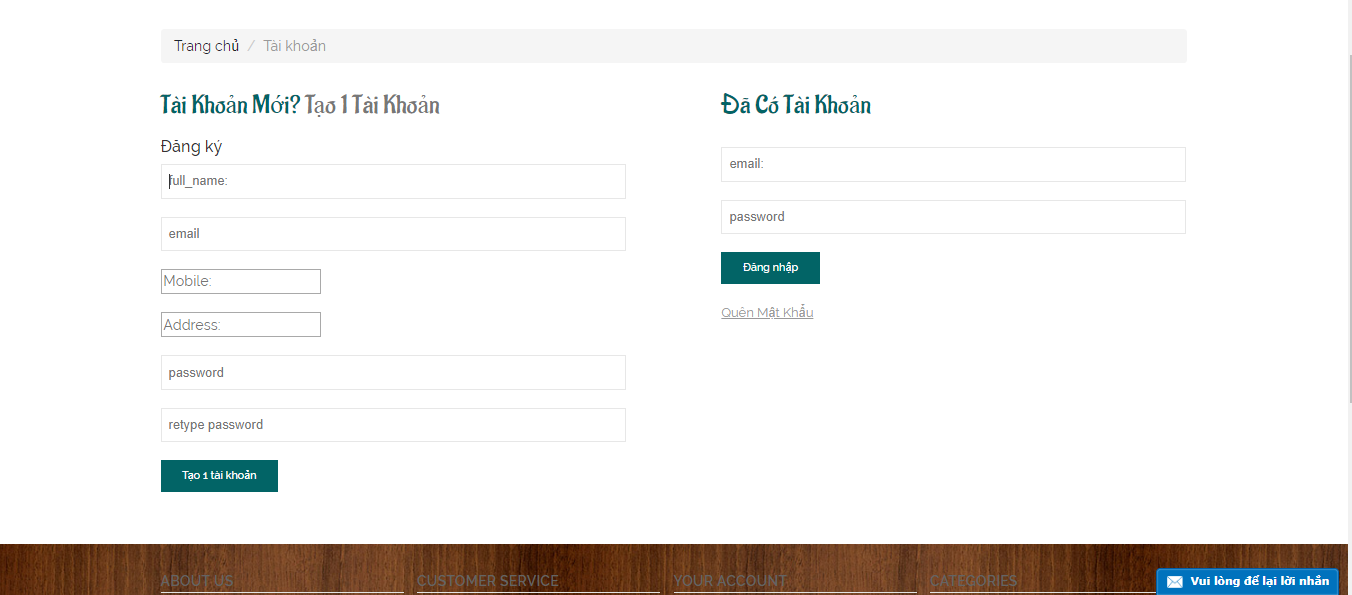 Trang chủ / Tài khoản
Tài Khoản Mới? Tạo 1 Tài Khoản
Đăng ký
full_name:
email
Mobile:
Address:
password
retype password
Tạo 1 tài khoản
Đã Có Tài Khoản
email:
password
Đăng nhập
Quên Mật Khẩu
ABOUT US
CUSTOMER SERVICE
YOUR ACCOUNT
CATEGORIES
Vui lòng để lại lời nhắn